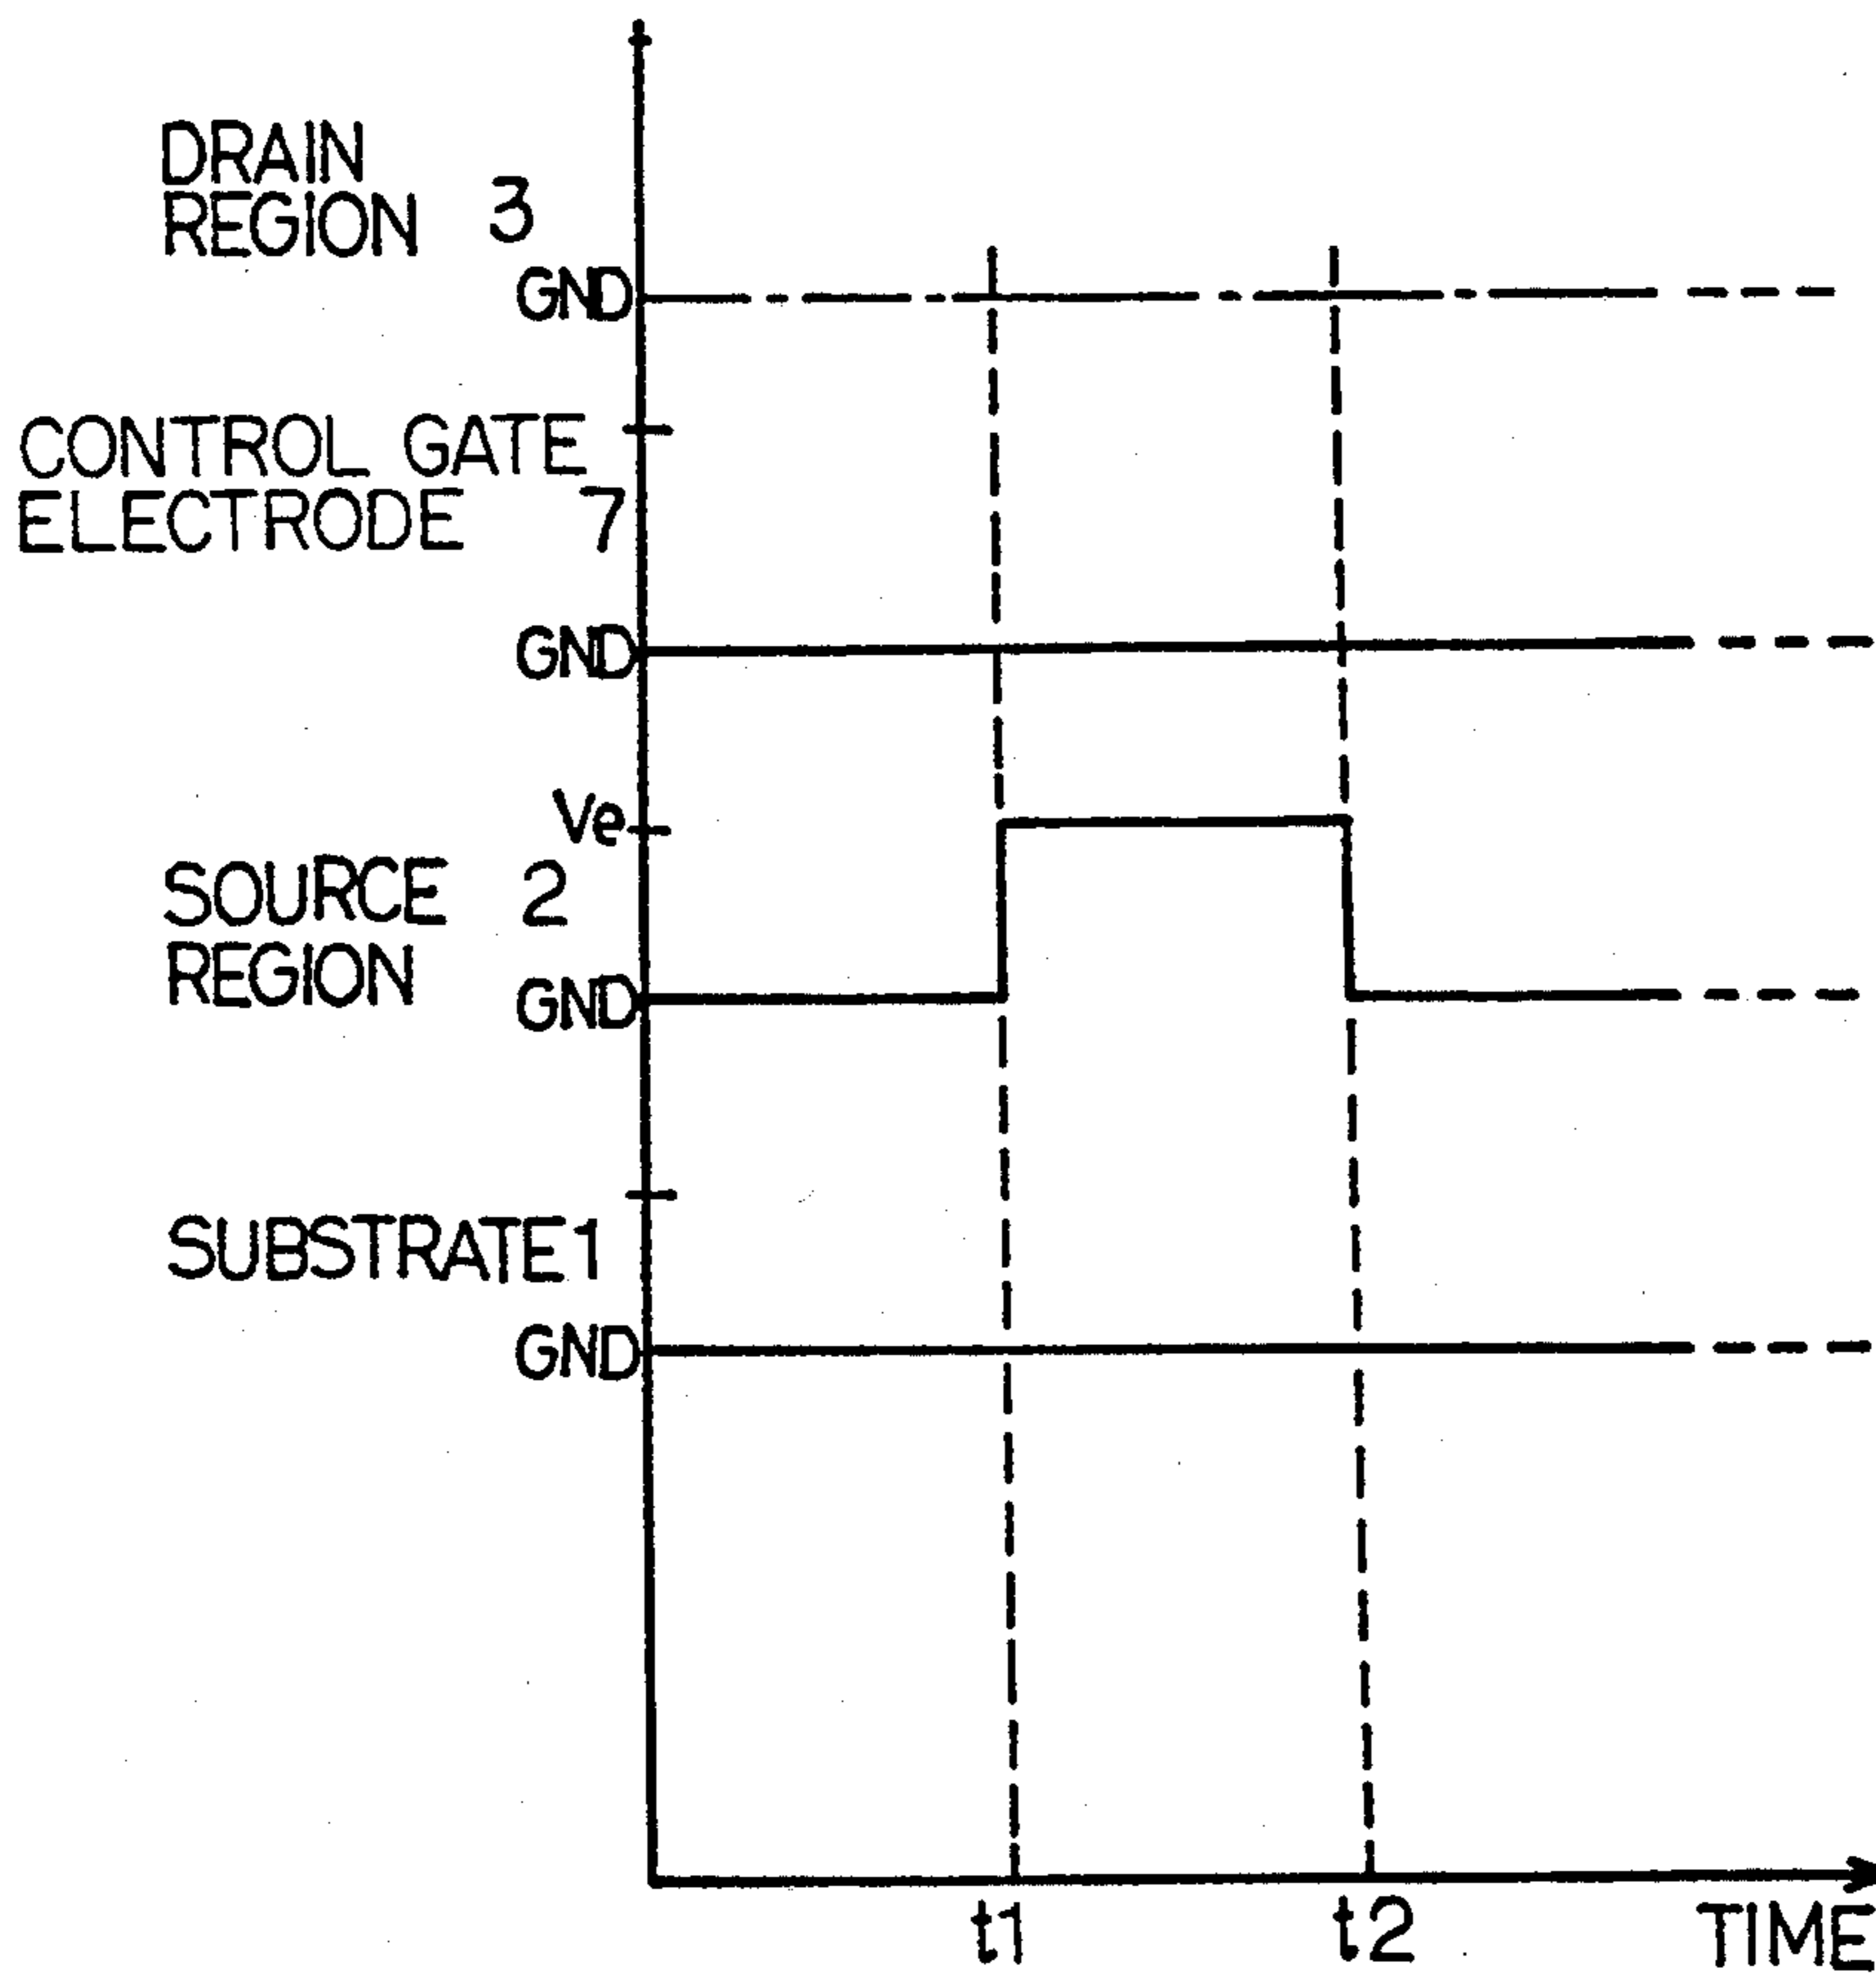 DRAIN
REGION 3
GND
CONTROL GATE
ELECTRODE 7
GND
Ve
SOURCE 2
REGION
GND
SUBSTRATE1
GND
t1 t2 TIME